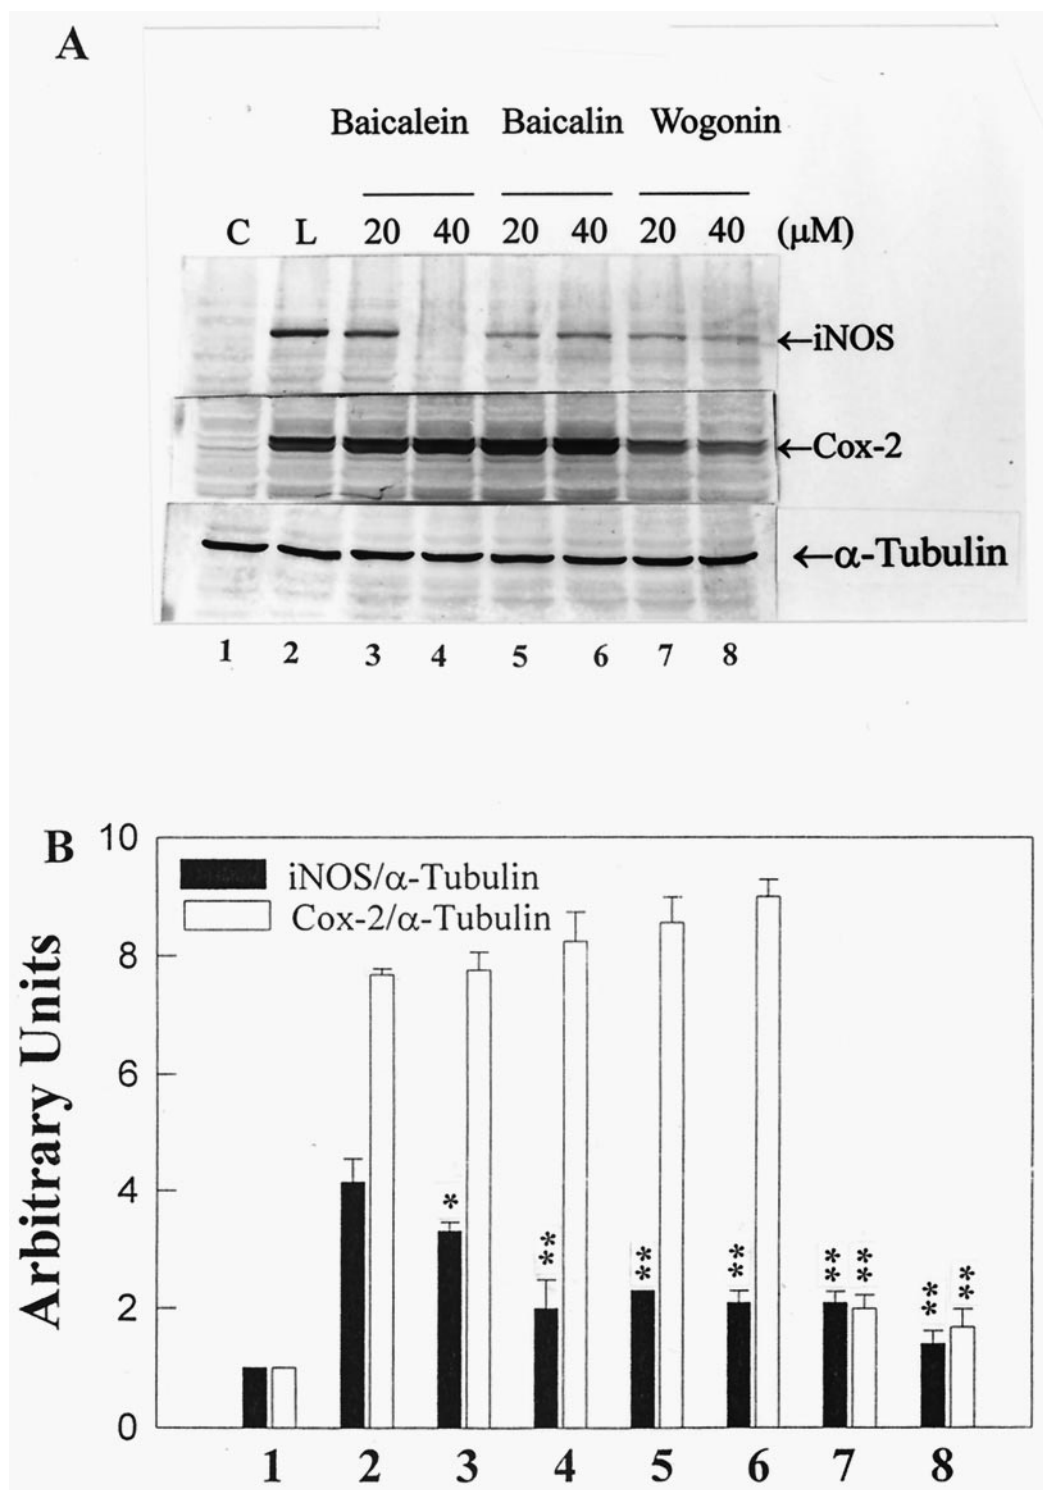 A
Baicalein Baicalin Wogonin
C L 20 40 20 40 20 40 (μM)
←iNOS
←Cox-2
←α-Tubulin
1 2 3 4 5 6 7 8
B
10
8
6
4
2
0
Arbitrary Units
iNOS/α-Tubulin
Cox-2/α-Tubulin
*
**
**
**
** **
** **
1 2 3 4 5 6 7 8